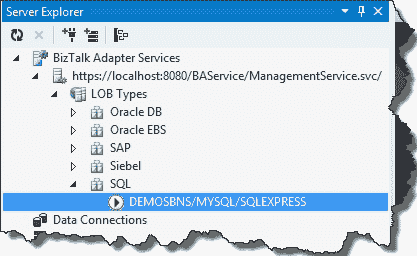 Server Explorer
BizTalk Adapter Services
https://localhost:8080/BAService/ManagementService.svc/
LOB Types
Oracle DB
Oracle EBS
SAP
Siebel
SQL
DEMOSBNS/MYSQL/SQLEXPRESS
Data Connections